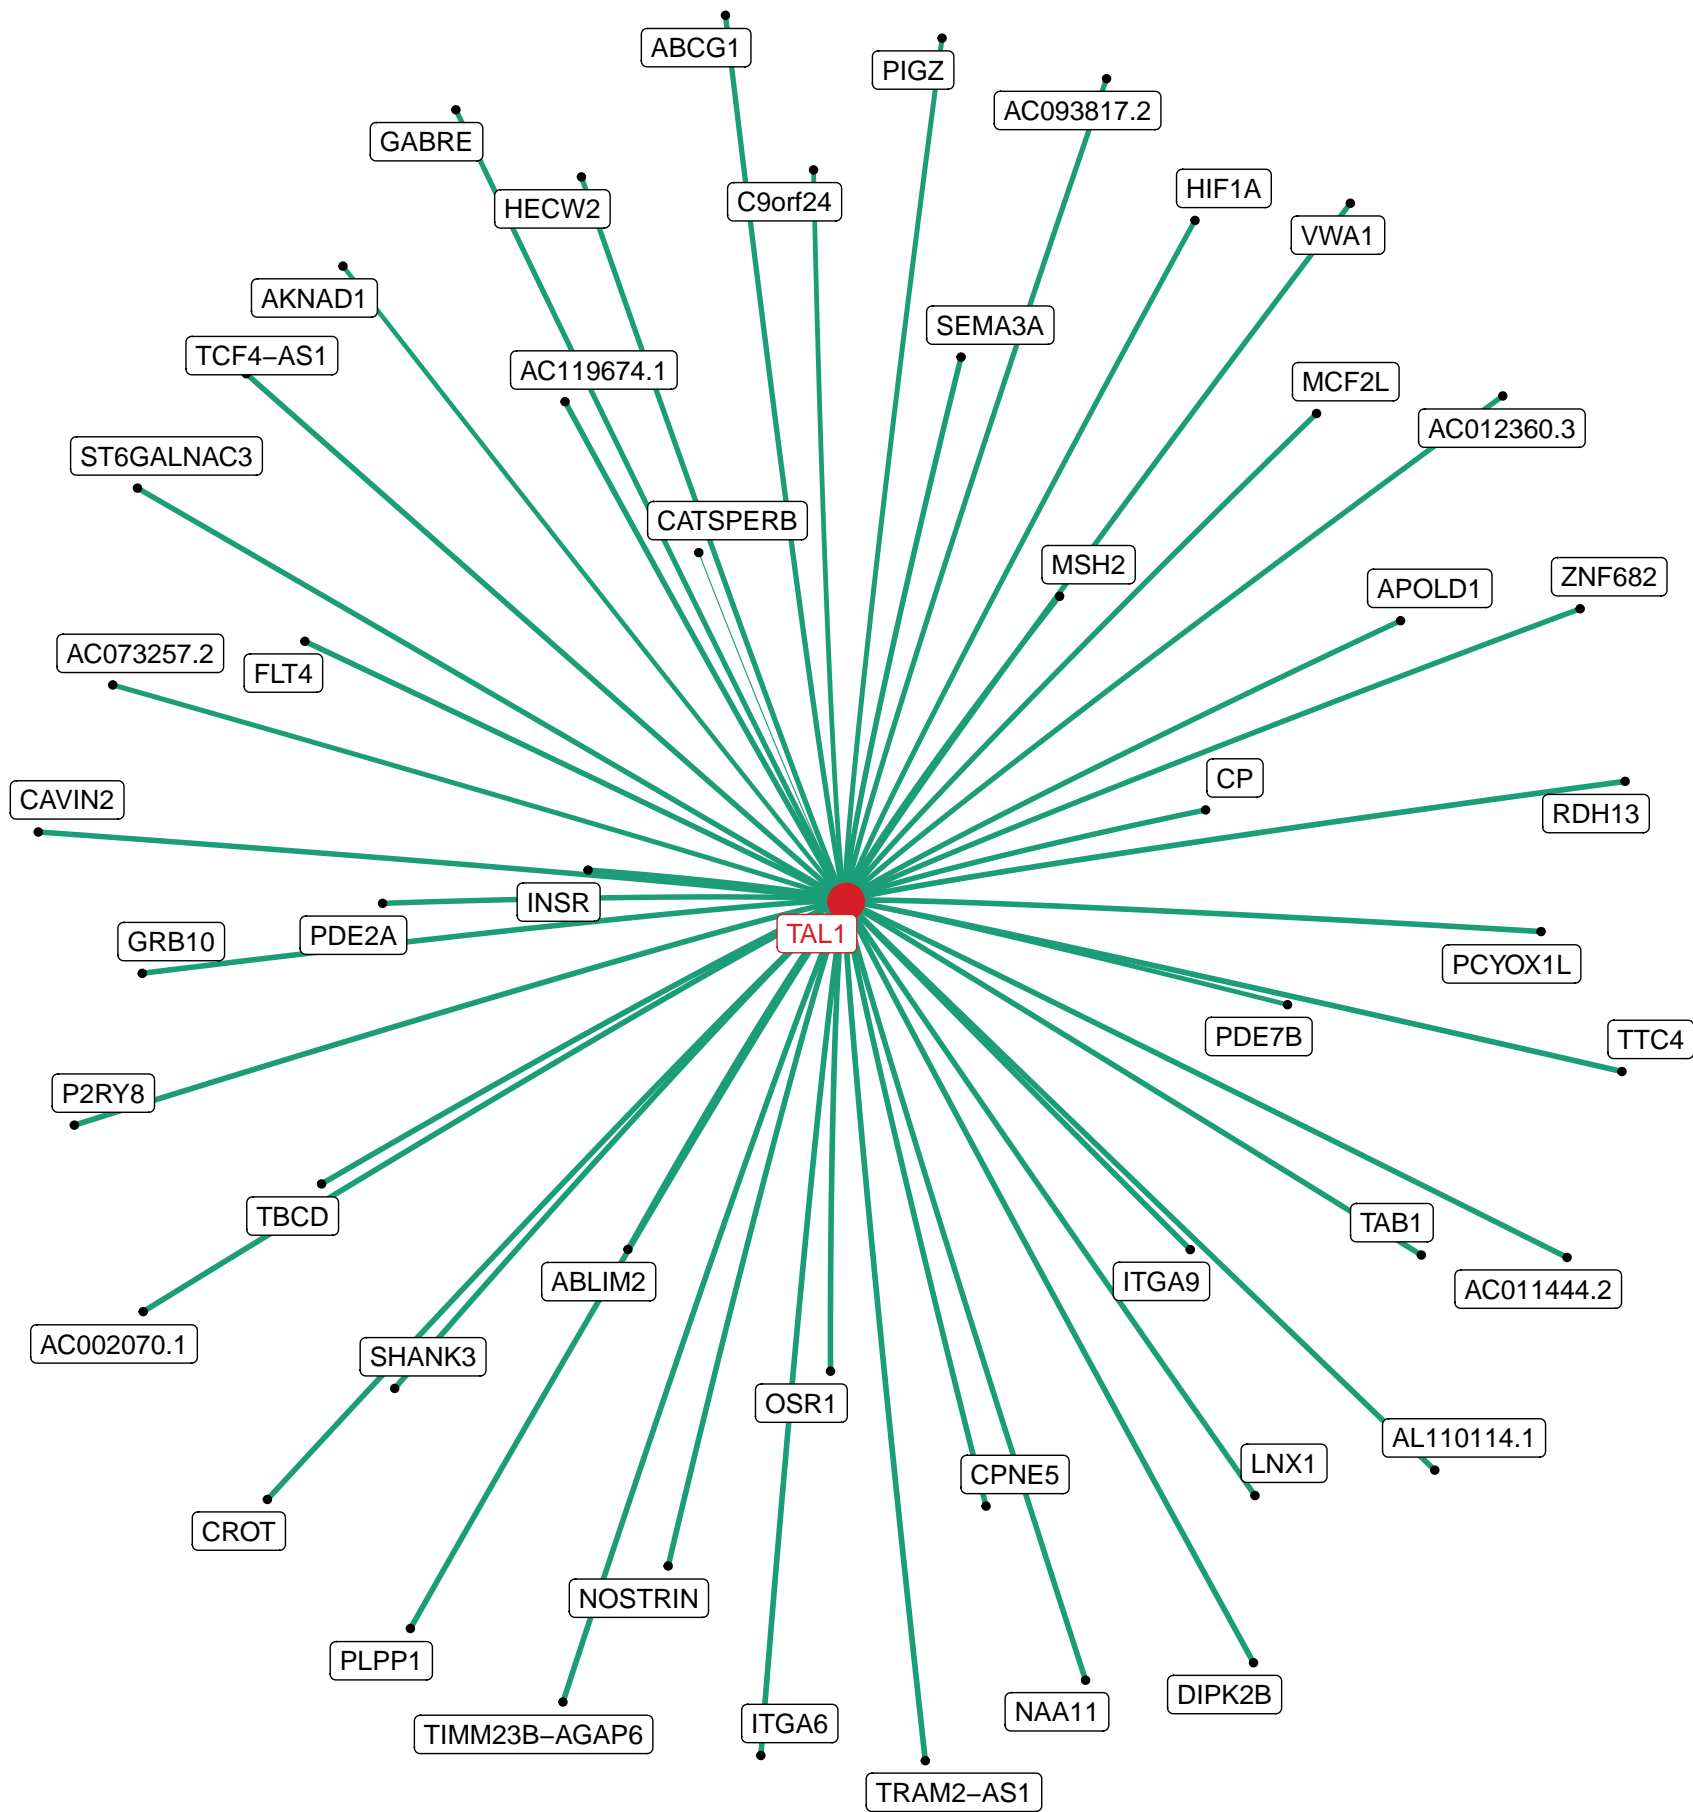 ABCG1
PIGZ
AC093817.2
GABRE
HIF1A
C9orf24
HECW2
VWA1
AKNAD1
SEMA3A
TCF4−AS1
AC119674.1
MCF2L
AC012360.3
ST6GALNAC3
CATSPERB
MSH2
ZNF682
APOLD1
AC073257.2
FLT4
CP
CAVIN2
RDH13
INSR
TAL1
PDE2A
GRB10
PCYOX1L
PDE7B
TTC4
P2RY8
TBCD
TAB1
ABLIM2
ITGA9
AC011444.2
AC002070.1
SHANK3
OSR1
AL110114.1
LNX1
CPNE5
CROT
NOSTRIN
PLPP1
DIPK2B
NAA11
ITGA6
TIMM23B−AGAP6
TRAM2−AS1